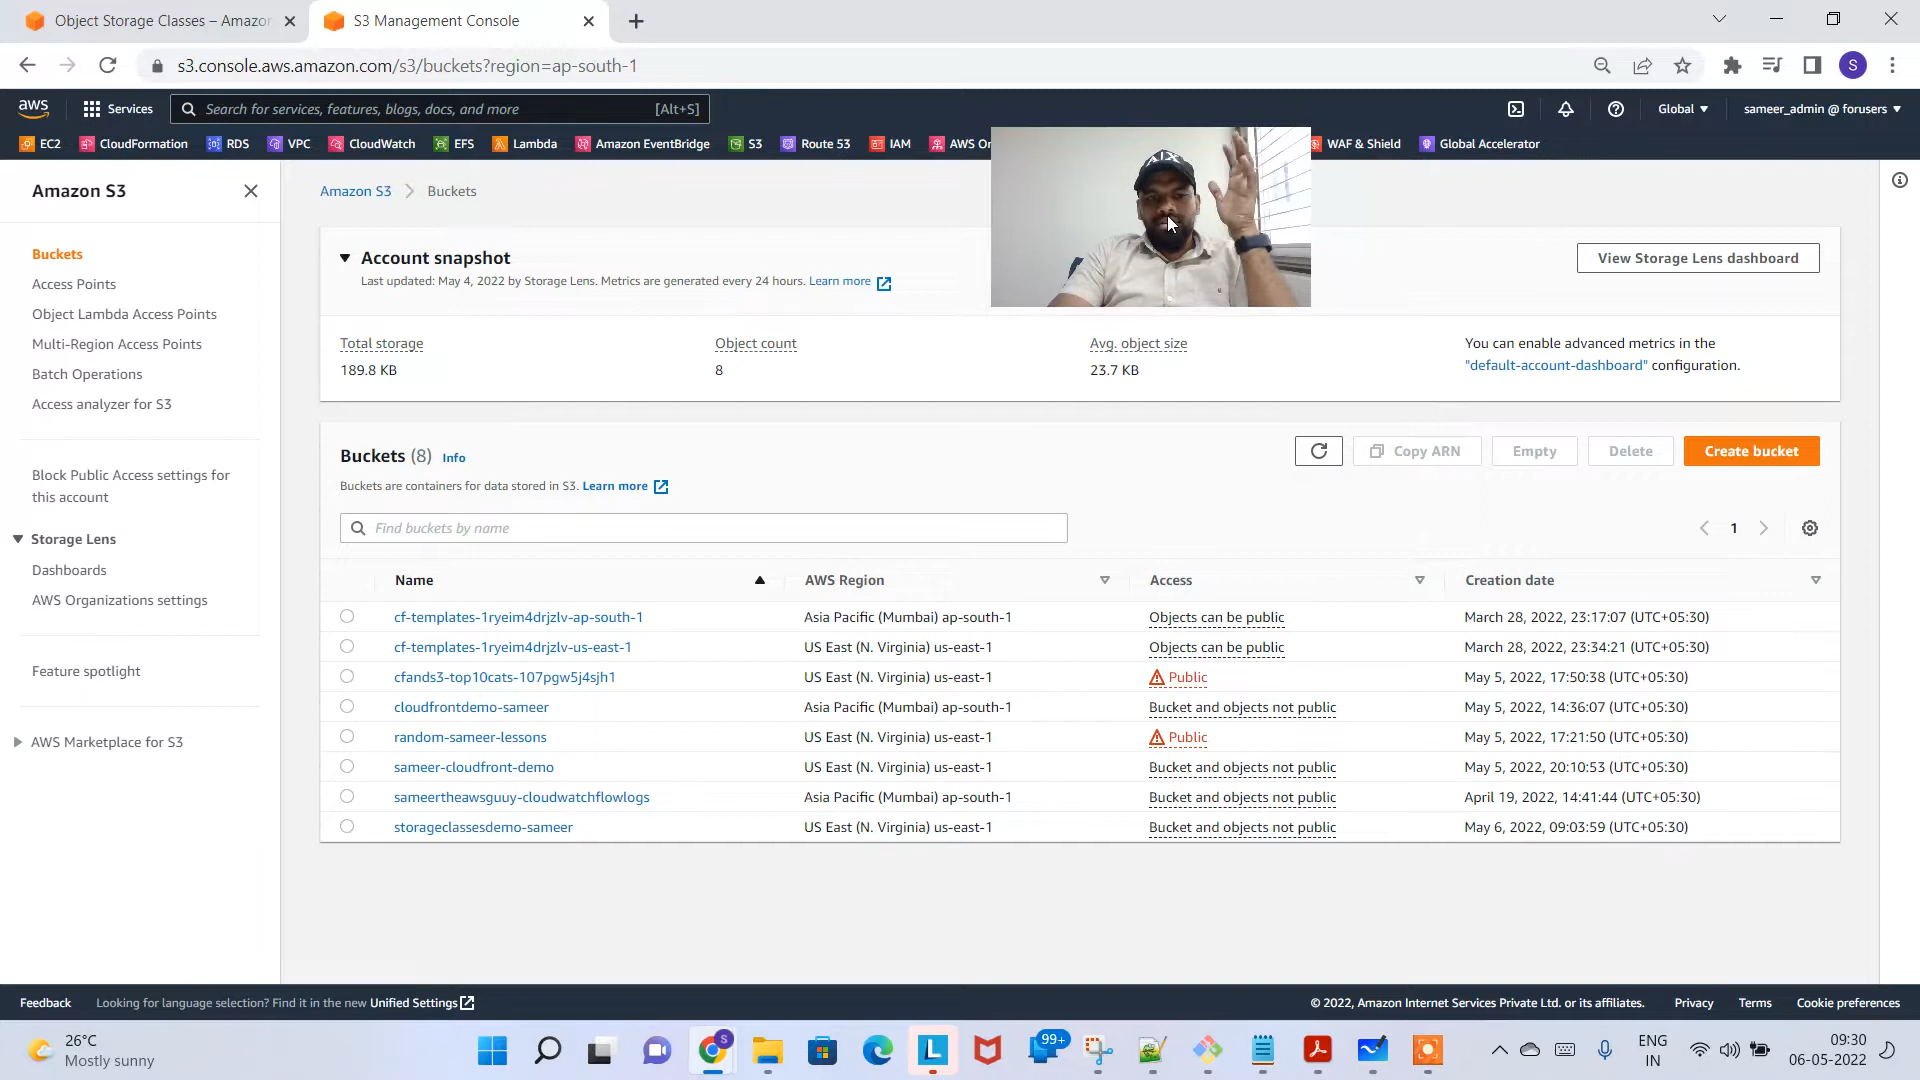 Object Storage Classes – Amazon
S3 Management Console
s3.console.aws.amazon.com/s3/buckets?region=ap-south-1
S
aws
Services
Search for services, features, blogs, docs, and more
[Alt+S]
Global
sameer_admin @ forusers
EC2
CloudFormation
RDS
VPC
CloudWatch
EFS
Lambda
Amazon EventBridge
S3
Route 53
IAM
AWS Or
WAF & Shield
Global Accelerator
Amazon S3
Buckets
Access Points
Object Lambda Access Points
Multi-Region Access Points
Batch Operations
Access analyzer for S3
Block Public Access settings for
this account
Storage Lens
Dashboards
AWS Organizations settings
Feature spotlight
AWS Marketplace for S3
Amazon S3
Buckets
A|X
Account snapshot
Last updated: May 4, 2022 by Storage Lens. Metrics are generated every 24 hours. Learn more
View Storage Lens dashboard
Total storage
189.8 KB
Object count
8
Avg. object size
23.7 KB
You can enable advanced metrics in the
"default-account-dashboard" configuration.
Buckets (8) Info
Buckets are containers for data stored in S3. Learn more
Copy ARN
Empty
Delete
Create bucket
Find buckets by name
1
Name AWS Region Access Creation date
cf-templates-1ryeim4drjzlv-ap-south-1 Asia Pacific (Mumbai) ap-south-1 Objects can be public March 28, 2022, 23:17:07 (UTC+05:30)
cf-templates-1ryeim4drjzlv-us-east-1 US East (N. Virginia) us-east-1 Objects can be public March 28, 2022, 23:34:21 (UTC+05:30)
cfands3-top10cats-107pgw5j4sjh1 US East (N. Virginia) us-east-1 Public May 5, 2022, 17:50:38 (UTC+05:30)
cloudfrontdemo-sameer Asia Pacific (Mumbai) ap-south-1 Bucket and objects not public May 5, 2022, 14:36:07 (UTC+05:30)
random-sameer-lessons US East (N. Virginia) us-east-1 Public May 5, 2022, 17:21:50 (UTC+05:30)
sameer-cloudfront-demo US East (N. Virginia) us-east-1 Bucket and objects not public May 5, 2022, 20:10:53 (UTC+05:30)
sameertheawsguuy-cloudwatchflowlogs Asia Pacific (Mumbai) ap-south-1 Bucket and objects not public April 19, 2022, 14:41:44 (UTC+05:30)
storageclassesdemo-sameer US East (N. Virginia) us-east-1 Bucket and objects not public May 6, 2022, 09:03:59 (UTC+05:30)
Feedback
Looking for language selection? Find it in the new Unified Settings
© 2022, Amazon Internet Services Private Ltd. or its affiliates.
Privacy
Terms
Cookie preferences
26°C
Mostly sunny
S
L
99+
ENG
IN
09:30
06-05-2022